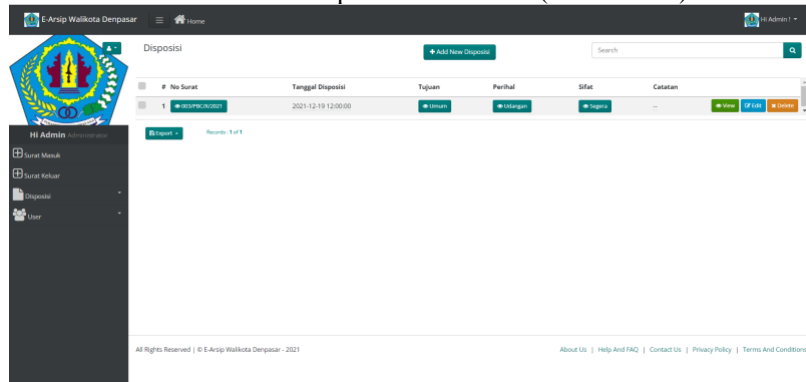 E-Arsip Walikota Denpasar
Home
Hi Admin !
Disposisi
+ Add New Disposisi
Search
# No Surat Tanggal Disposisi Tujuan Perihal Sifat Catatan
1 2021-12-19 12:00:00 Umum Udangan Segera -- View Edit Delete
Export
Records: 1 of 1
Hi Admin Administrator
Surat Masuk
Surat Keluar
Disposisi
User
All Rights Reserved | © E-Arsip Walikota Denpasar - 2021
About Us | Help And FAQ | Contact Us | Privacy Policy | Terms And Conditions